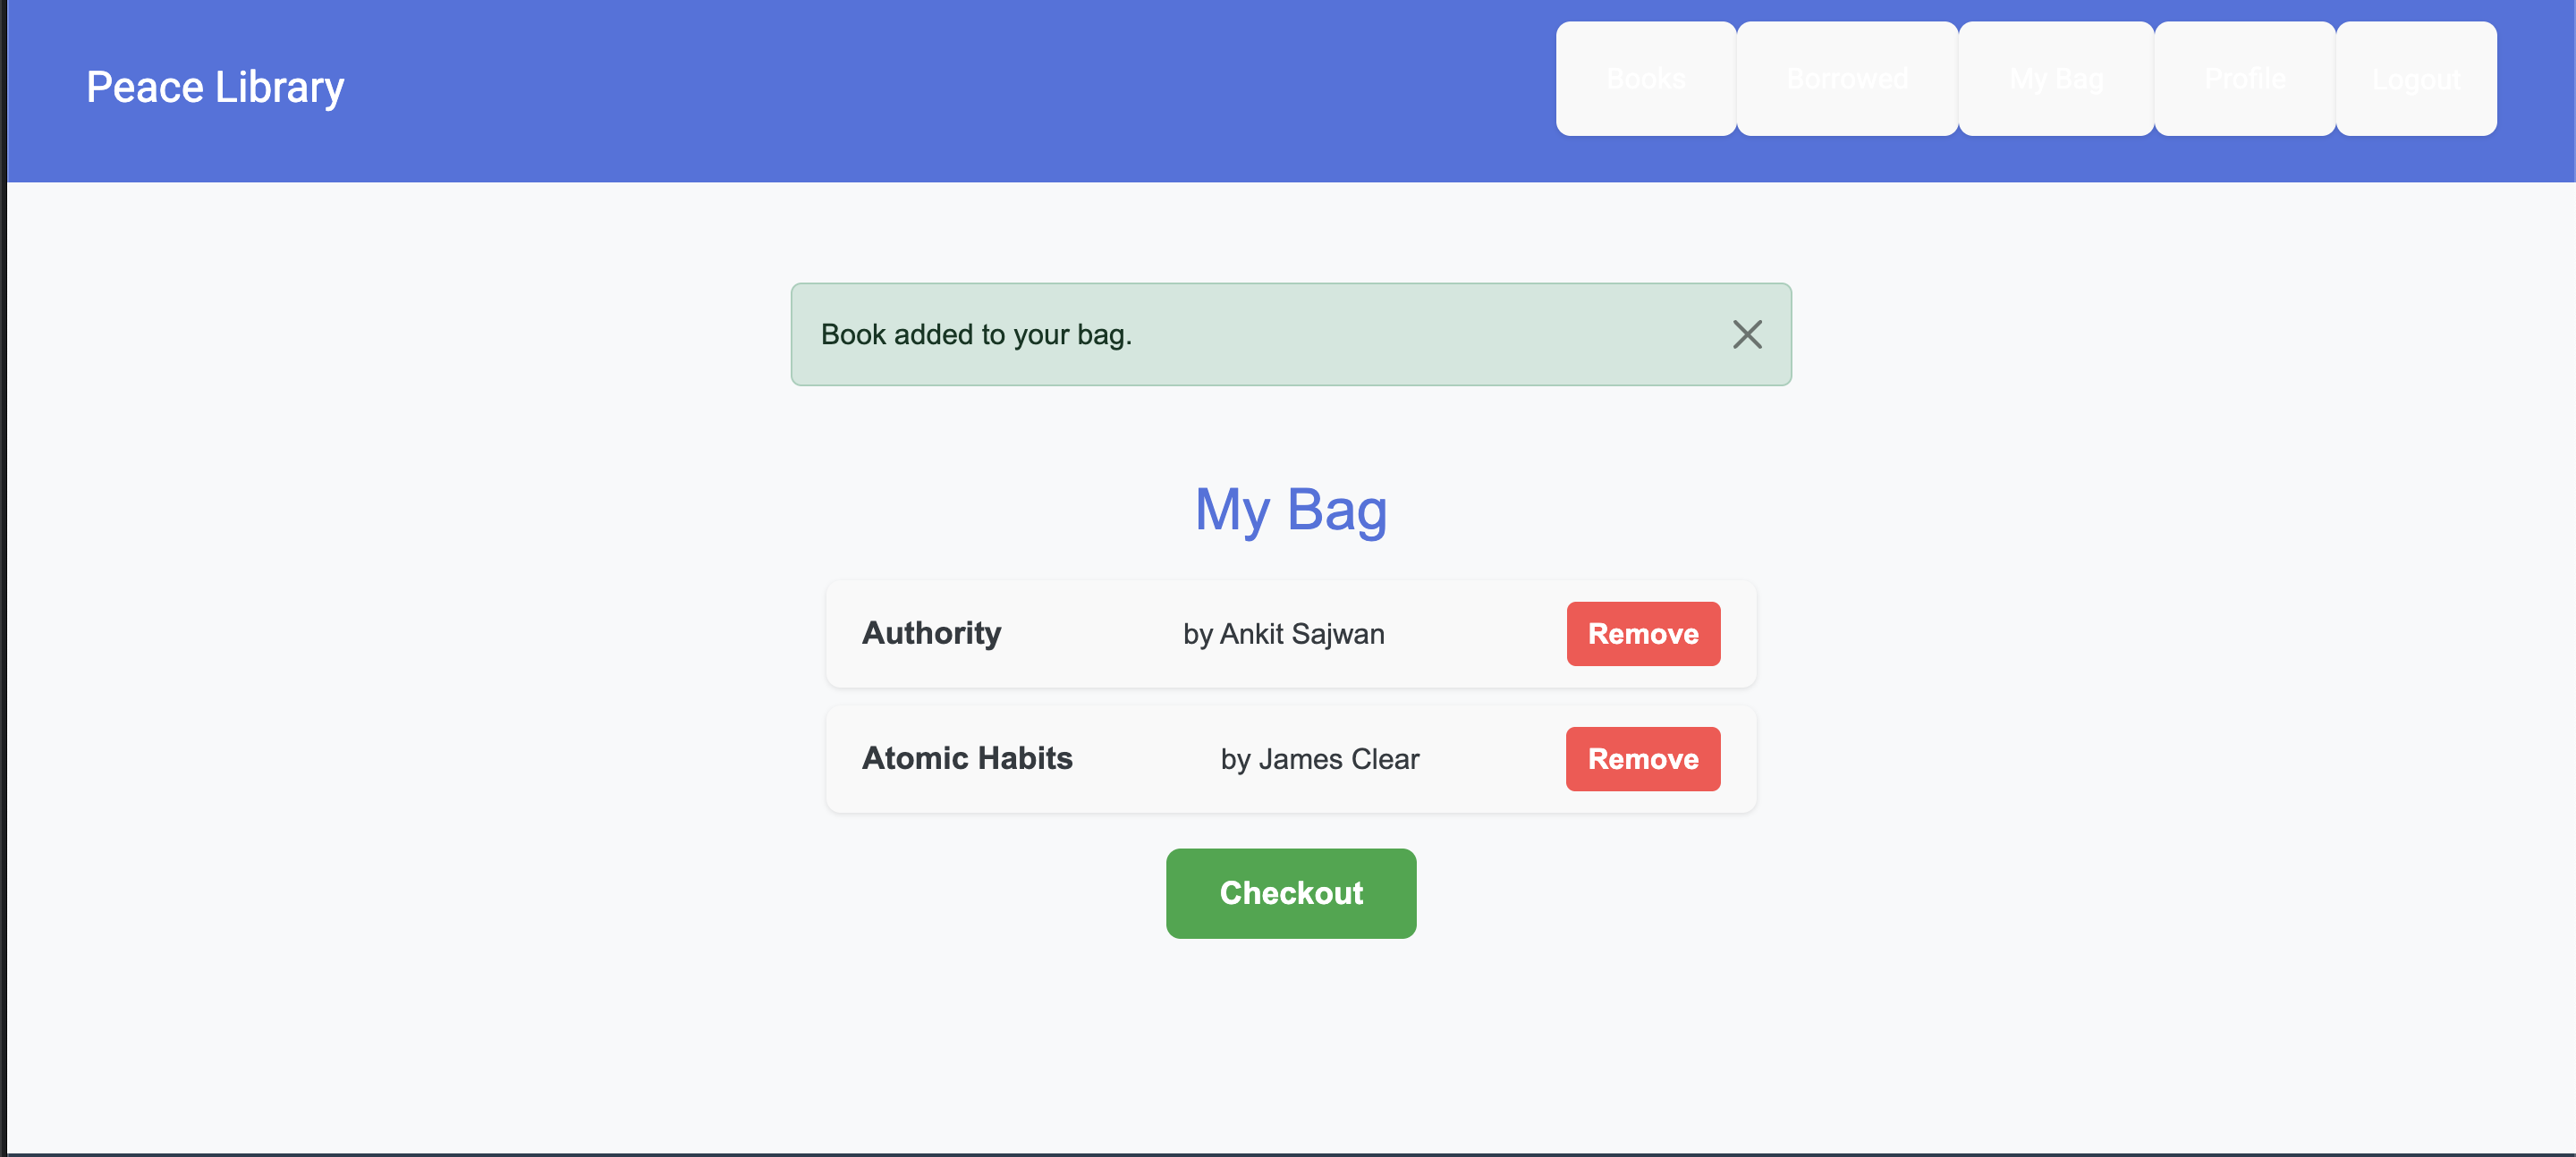 Peace Library
Books Borrowed My Bag Profile Logout
Book added to your bag.
My Bag
Authority by Ankit Sajwan Remove
Atomic Habits by James Clear Remove
Checkout